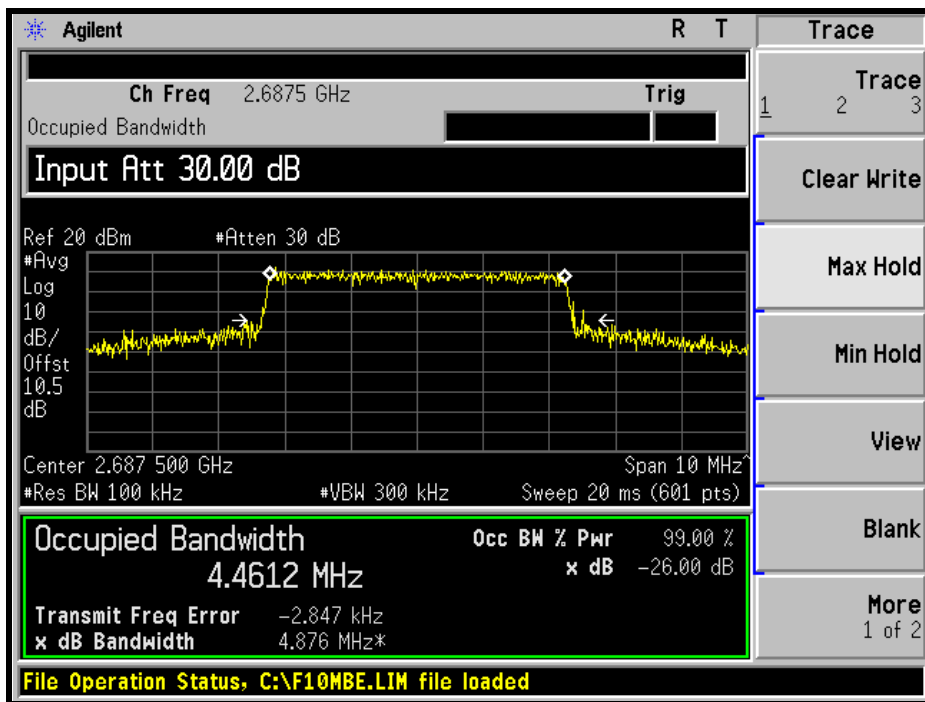 Agilent R T
Ch Freq 2.6875 GHz Trig
Occupied Bandwidth
Input Att 30.00 dB
Ref 20 dBm #Atten 30 dB
#Avg
Log
10
dB/
Offst
10.5
dB
Center 2.687 500 GHz Span 10 MHz^
#Res BW 100 kHz #VBW 300 kHz Sweep 20 ms (601 pts)
Occupied Bandwidth
4.4612 MHz
Occ BW % Pwr 99.00 %
x dB -26.00 dB
Transmit Freq Error -2.847 kHz
x dB Bandwidth 4.876 MHz*
File Operation Status, C:\F10MBE.LIM file loaded
Trace
Trace
1 2 3
Clear Write
Max Hold
Min Hold
View
Blank
More
1 of 2